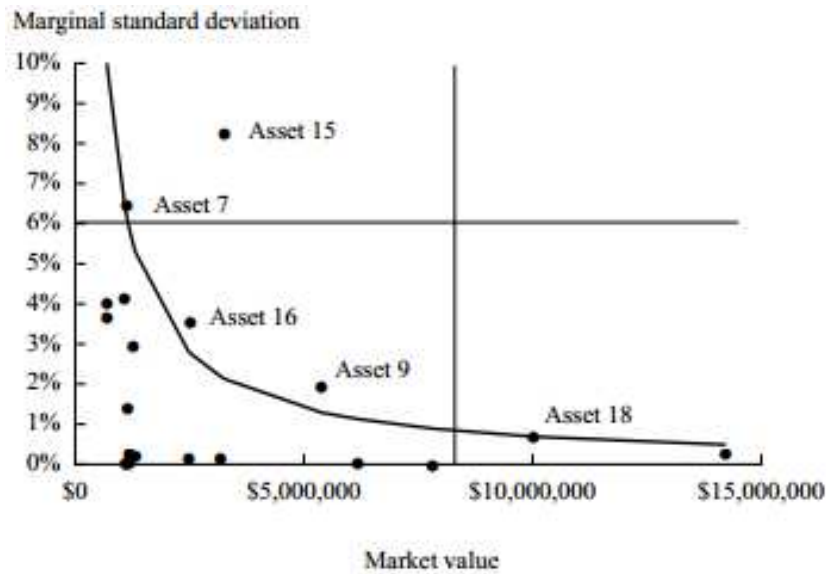 Marginal standard deviation
10%
9%
8%
Asset 15
7%
Asset 7
6%
5%
4%
Asset 16
3%
Asset 9
2%
1%
Asset 18
0%
$0
$5,000,000
$10,000,000
$15,000,000
Market value